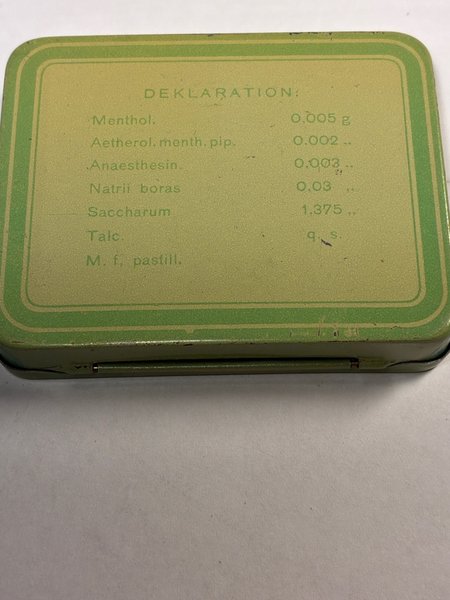 DEKLARATION:
Menthol. 0,005 g
Aetherol. menth. pip. 0.002 „
Anaesthesin. 0.003 „
Natrii boras 0,03 „
Saccharum 1,375 „
Talc. q. s.
M. f. pastill.